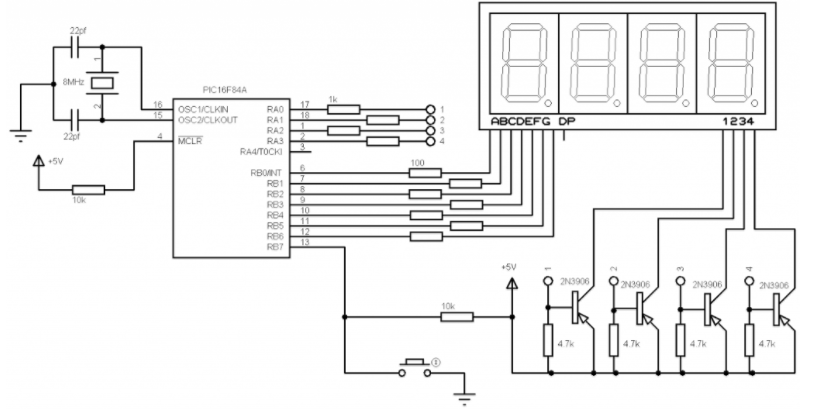 22pf
8MHz
1
2
22pf
+5V
10k
PIC16F84A
16 OSC1/CLKIN
15 OSC2/CLKOUT
4 MCLR
RA0 17
RA1 18
RA2 1
RA3 2
RA4/T0CKI 3
RB0/INT 6
RB1 7
RB2 8
RB3 9
RB4 10
RB5 11
RB6 12
RB7 13
1k
1
2
3
4
100
ABCDEFG DP 1234
+5V
10k
1 2N3906
2 2N3906
3 2N3906
4 2N3906
4.7k 4.7k 4.7k 4.7k